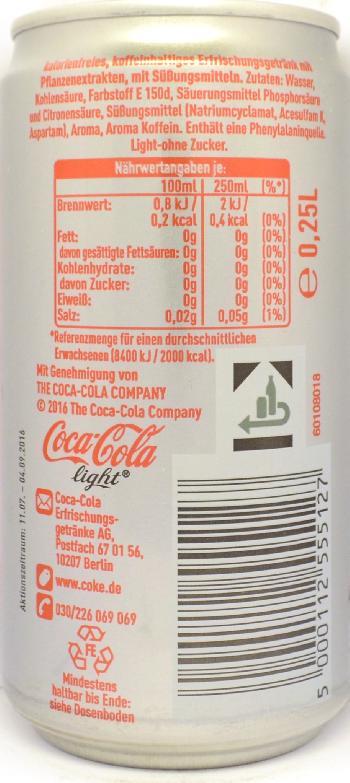 Kalorienfreies, koffeinhaltiges Erfrischungsgetränk mit
Pflanzenextrakten, mit Süßungsmitteln. Zutaten: Wasser,
Kohlensäure, Farbstoff E 150d, Säuerungsmittel Phosphorsäure
und Citronensäure, Süßungsmittel (Natriumcyclamat, Acesulfam K,
Aspartam), Aroma, Aroma Koffein. Enthält eine Phenylalaninquelle.
Light-ohne Zucker.
Nährwertangaben je:
100ml 250ml (%*)
Brennwert: 0,8 kJ / 2 kJ /
0,2 kcal 0,4 kcal (0%)
Fett: 0g 0g (0%)
davon gesättigte Fettsäuren: 0g 0g (0%)
Kohlenhydrate: 0g 0g (0%)
davon Zucker: 0g 0g (0%)
Eiweiß: 0g 0g (0%)
Salz: 0,02g 0,05g (1%)
e 0,25L
*Referenzmenge für einen durchschnittlichen
Erwachsenen (8400 kJ / 2000 kcal).
Mit Genehmigung von
THE COCA-COLA COMPANY
© 2016 The Coca-Cola Company
60108018
Coca-Cola
light®
Coca-Cola
Erfrischungs-
getränke AG,
Postfach 67 01 56,
10207 Berlin
www.coke.de
030/226 069 069
FE
Mindestens
haltbar bis Ende:
siehe Dosenboden
Aktionszeitraum: 11.07. – 04.09.2016
5 000112 555127